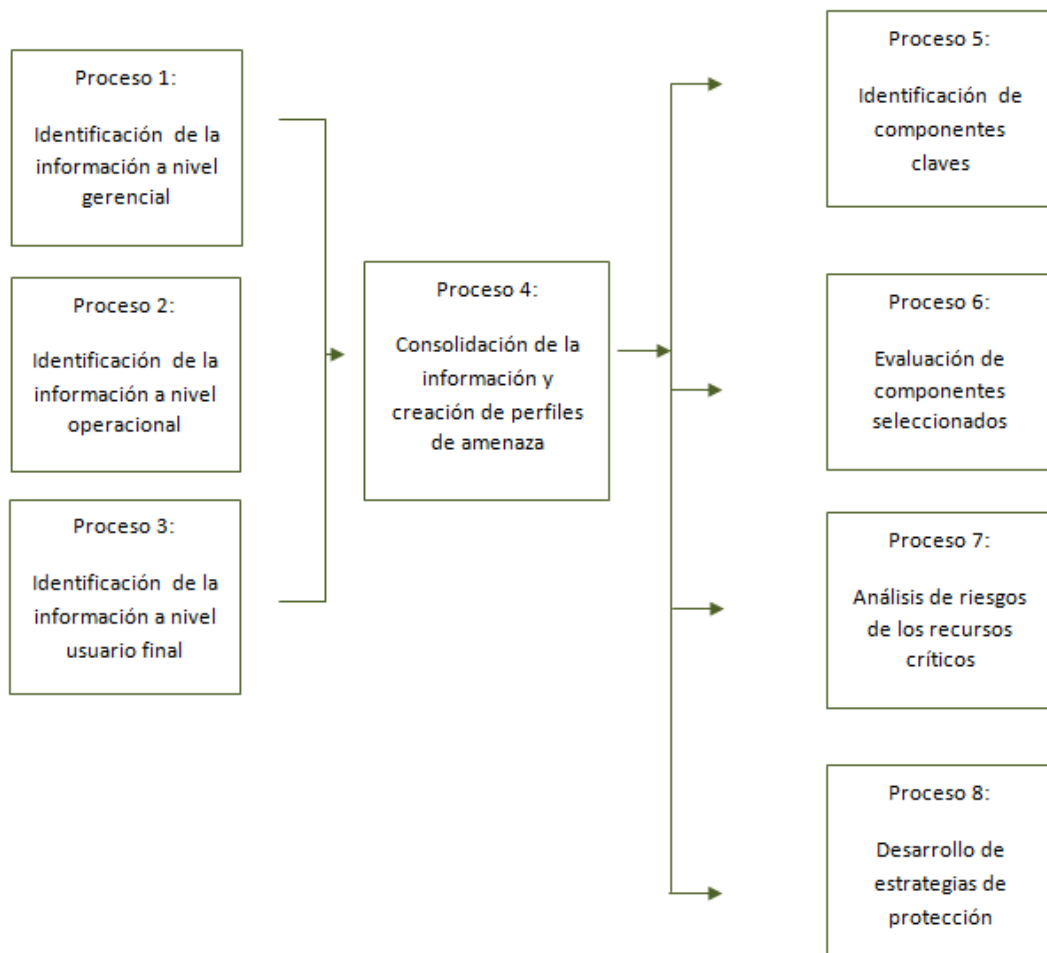 Proceso 1:
Identificación de la
información a nivel
gerencial
Proceso 2:
Identificación de la
información a nivel
operacional
Proceso 3:
Identificación de la
información a nivel
usuario final
Proceso 4:
Consolidación de la
información y
creación de perfiles
de amenaza
Proceso 5:
Identificación de
componentes
claves
Proceso 6:
Evaluación de
componentes
seleccionados
Proceso 7:
Análisis de riesgos
de los recursos
críticos
Proceso 8:
Desarrollo de
estrategias de
protección